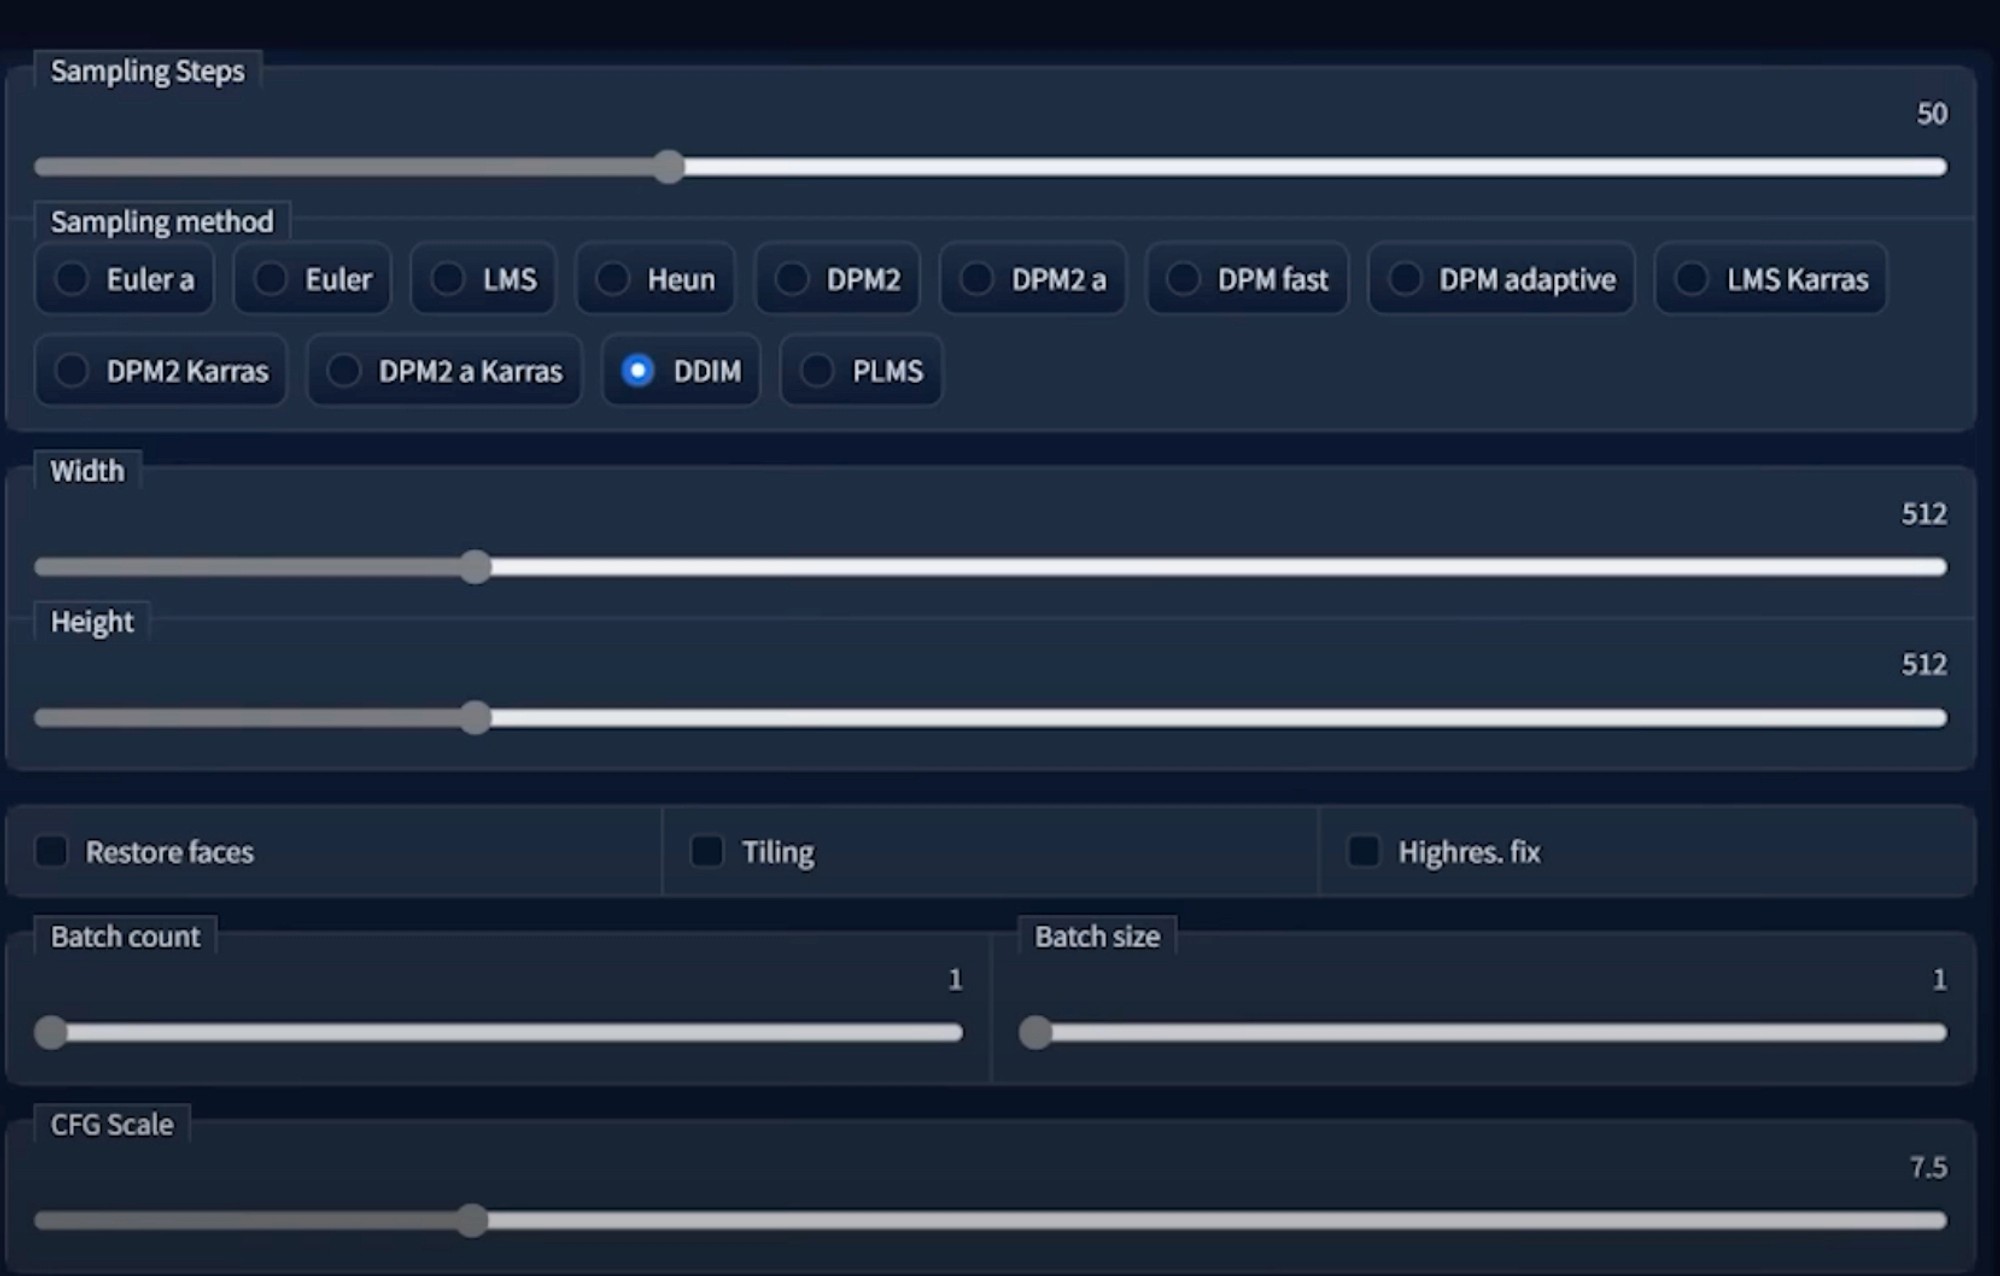 Sampling Steps
50
Sampling method
Euler a Euler LMS Heun DPM2 DPM2 a DPM fast DPM adaptive LMS Karras
DPM2 Karras DPM2 a Karras DDIM PLMS
Width
512
Height
512
Restore faces Tiling Highres. fix
Batch count Batch size
1 1
CFG Scale
7.5